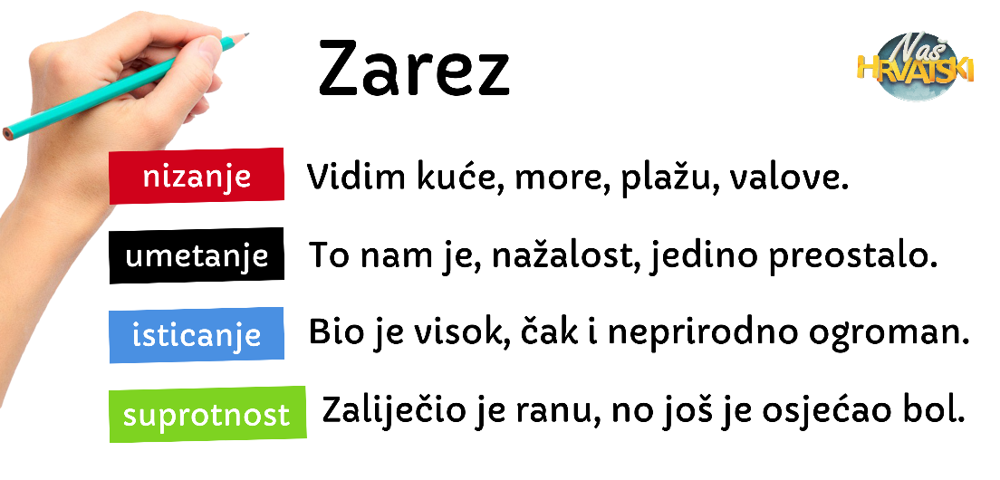 Zarez
Naš
HRVATSKI
nizanje Vidim kuće, more, plažu, valove.
umetanje To nam je, nažalost, jedino preostalo.
isticanje Bio je visok, čak i neprirodno ogroman.
suprotnost Zaliječio je ranu, no još je osjećao bol.